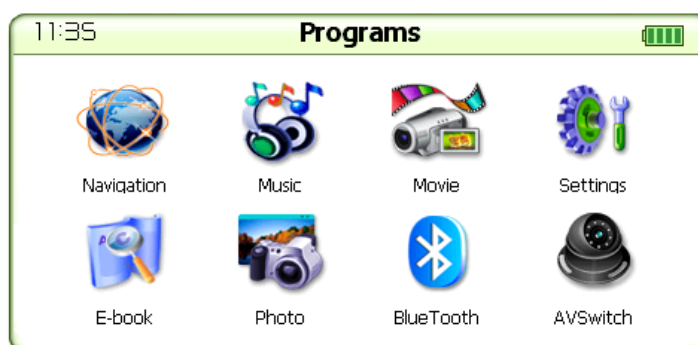 11:35 Programs
Navigation Music Movie Settings
E-book Photo BlueTooth AVSwitch